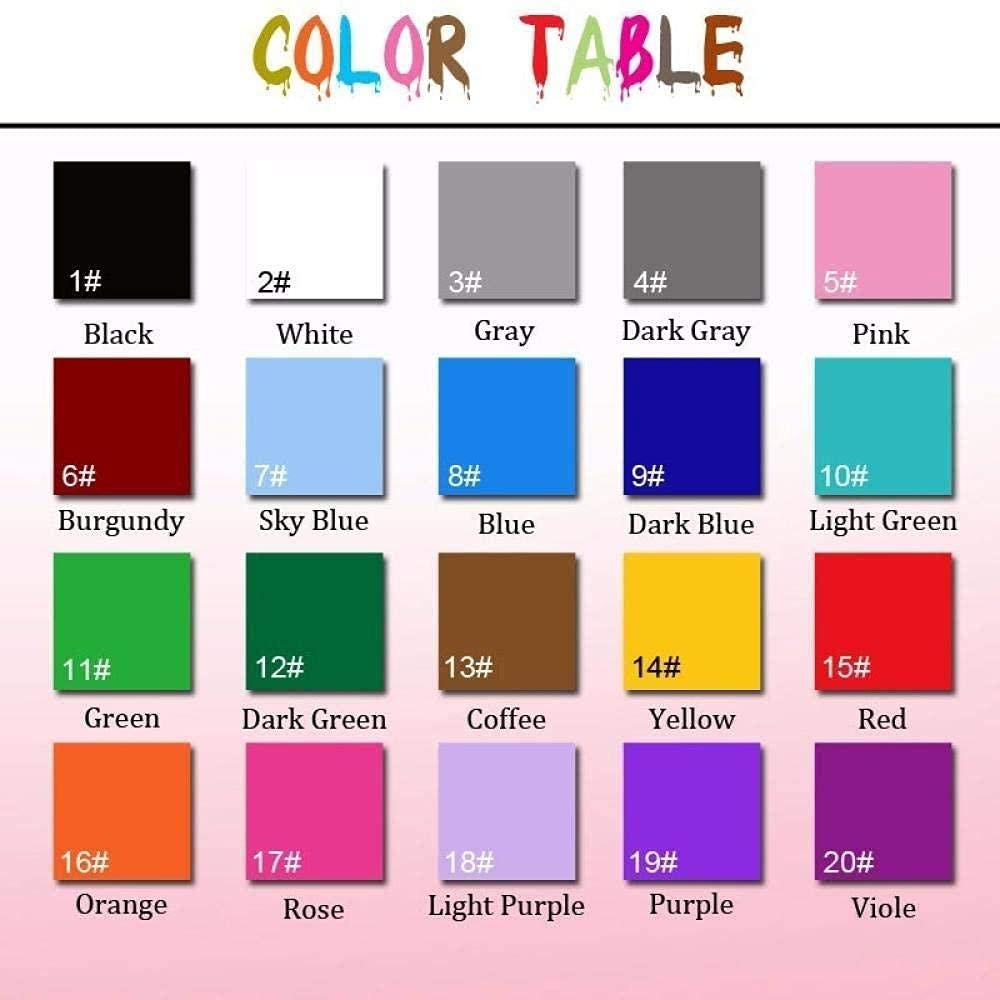 COLOR TABLE
1# 2# 3# 4# 5#
Black White Gray Dark Gray Pink
6# 7# 8# 9# 10#
Burgundy Sky Blue Blue Dark Blue Light Green
11# 12# 13# 14# 15#
Green Dark Green Coffee Yellow Red
16# 17# 18# 19# 20#
Orange Rose Light Purple Purple Viole